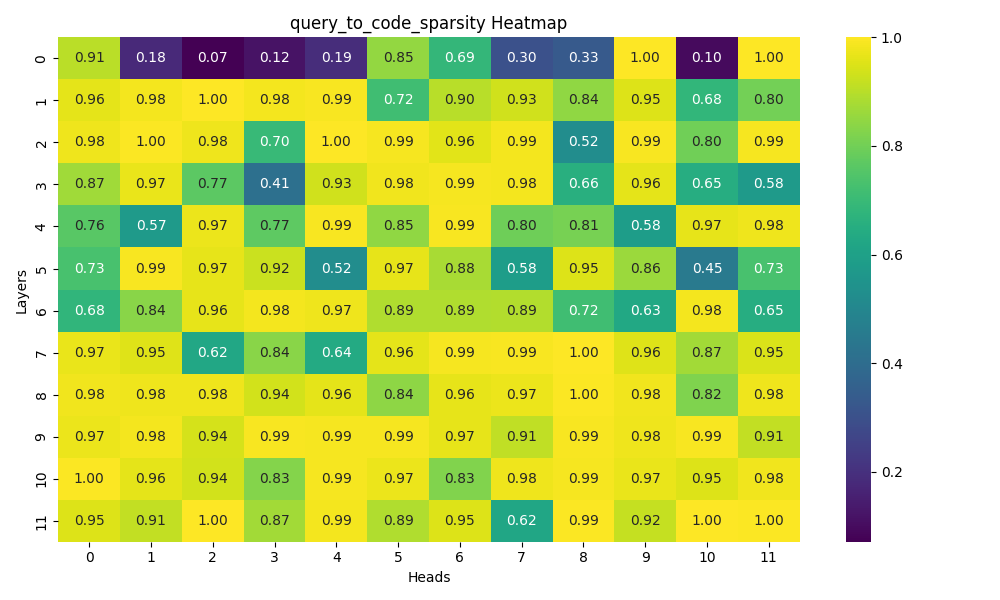 query_to_code_sparsity Heatmap
0 0.91 0.18 0.07 0.12 0.19 0.85 0.69 0.30 0.33 1.00 0.10 1.00
1 0.96 0.98 1.00 0.98 0.99 0.72 0.90 0.93 0.84 0.95 0.68 0.80
2 0.98 1.00 0.98 0.70 1.00 0.99 0.96 0.99 0.52 0.99 0.80 0.99
3 0.87 0.97 0.77 0.41 0.93 0.98 0.99 0.98 0.66 0.96 0.65 0.58
4 0.76 0.57 0.97 0.77 0.99 0.85 0.99 0.80 0.81 0.58 0.97 0.98
5 0.73 0.99 0.97 0.92 0.52 0.97 0.88 0.58 0.95 0.86 0.45 0.73
6 0.68 0.84 0.96 0.98 0.97 0.89 0.89 0.89 0.72 0.63 0.98 0.65
7 0.97 0.95 0.62 0.84 0.64 0.96 0.99 0.99 1.00 0.96 0.87 0.95
8 0.98 0.98 0.98 0.94 0.96 0.84 0.96 0.97 1.00 0.98 0.82 0.98
9 0.97 0.98 0.94 0.99 0.99 0.99 0.97 0.91 0.99 0.98 0.99 0.91
10 1.00 0.96 0.94 0.83 0.99 0.97 0.83 0.98 0.99 0.97 0.95 0.98
11 0.95 0.91 1.00 0.87 0.99 0.89 0.95 0.62 0.99 0.92 1.00 1.00
0 1 2 3 4 5 6 7 8 9 10 11
Heads
Layers
1.0
0.8
0.6
0.4
0.2